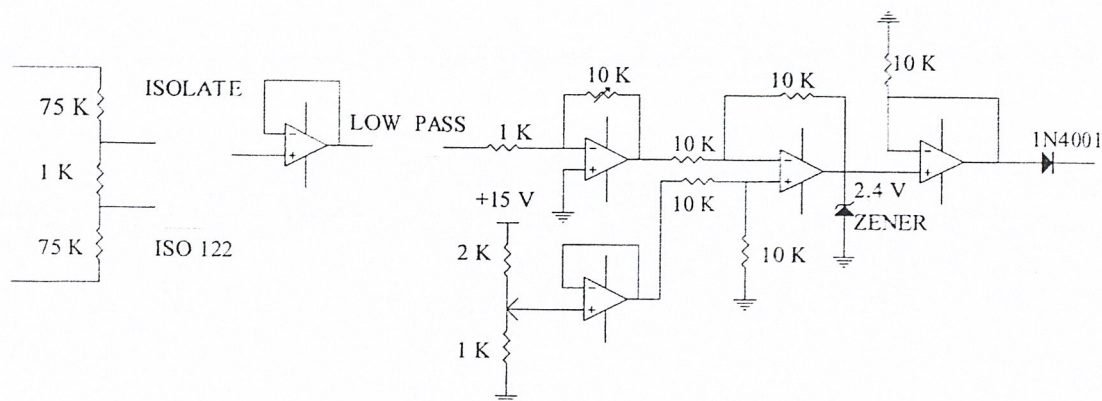 75 K
1 K
75 K
ISOLATE
ISO 122
LOW PASS
1 K
10 K
+15 V
2 K
1 K
10 K
10 K
10 K
10 K
2.4 V
ZENER
10 K
1N4001